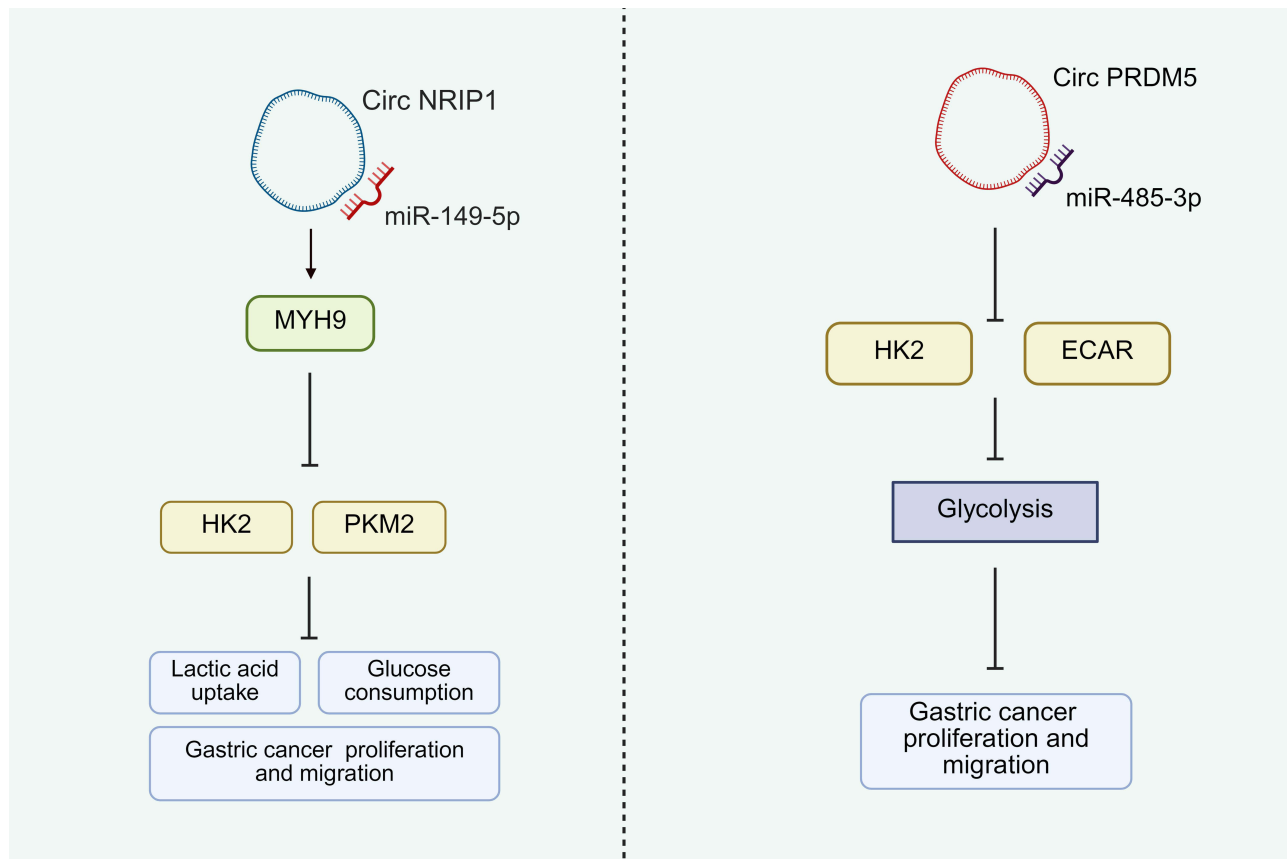 Circ NRIP1
miR-149-5p
MYH9
HK2
PKM2
Lactic acid
uptake
Glucose
consumption
Gastric cancer proliferation
and migration
Circ PRDM5
miR-485-3p
HK2
ECAR
Glycolysis
Gastric cancer
proliferation and
migration